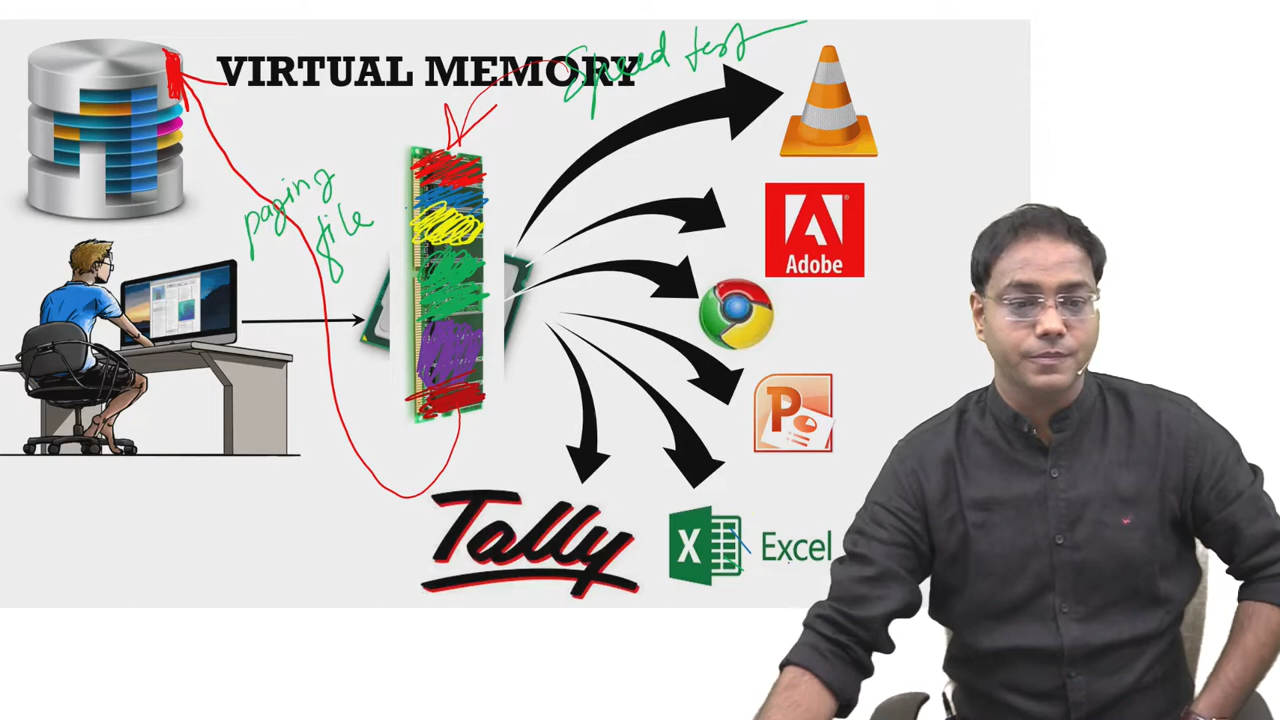 VIRTUAL MEMORY
Speed test
paging
file
Adobe
Tally
X Excel
P